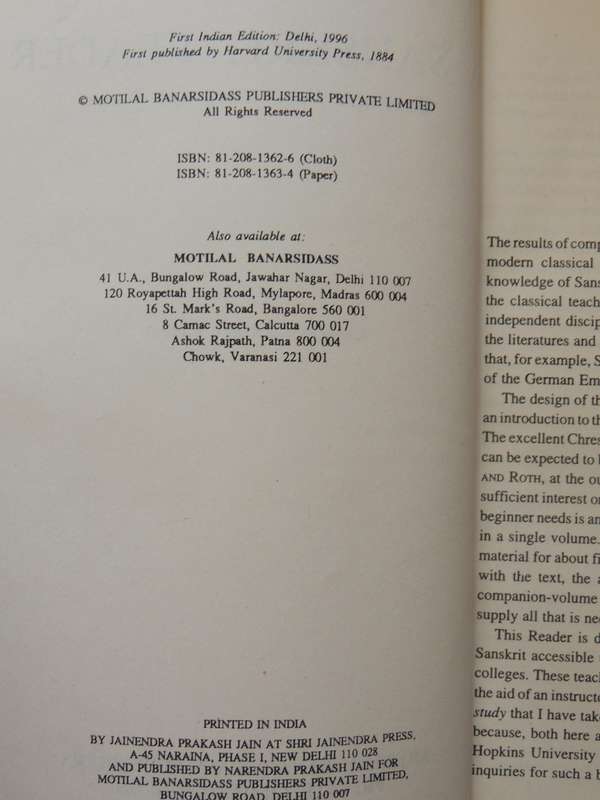 First Indian Edition: Delhi, 1996
First published by Harvard University Press, 1884
© MOTILAL BANARSIDASS PUBLISHERS PRIVATE LIMITED
All Rights Reserved
ISBN: 81-208-1362-6 (Cloth)
ISBN: 81-208-1363-4 (Paper)
Also available at:
MOTILAL BANARSIDASS
41 U.A., Bungalow Road, Jawahar Nagar, Delhi 110 007
120 Royapettah High Road, Mylapore, Madras 600 004
16 St. Mark's Road, Bangalore 560 001
8 Camac Street, Calcutta 700 017
Ashok Rajpath, Patna 800 004
Chowk, Varanasi 221 001
PRINTED IN INDIA
BY JAINENDRA PRAKASH JAIN AT SHRI JAINENDRA PRESS,
A-45 NARAINA, PHASE I, NEW DELHI 110 028
AND PUBLISHED BY NARENDRA PRAKASH JAIN FOR
MOTILAL BANARSIDASS PUBLISHERS PRIVATE LIMITED,
BUNGALOW ROAD, DELHI 110 007
The results of comp
modern classical
knowledge of Sans
the classical teach
independent discip
the literatures and
that, for example, S
of the German Em
The design of th
an introduction to th
The excellent Chres
can be expected to l
AND ROTH, at the ou
sufficient interest o
beginner needs is an
in a single volume.
material for about fi
with the text, the a
companion-volume
supply all that is ne
This Reader is d
Sanskrit accessible
colleges. These teac
the aid of an instructo
study that I have tak
because, both here a
Hopkins University
inquiries for such a b